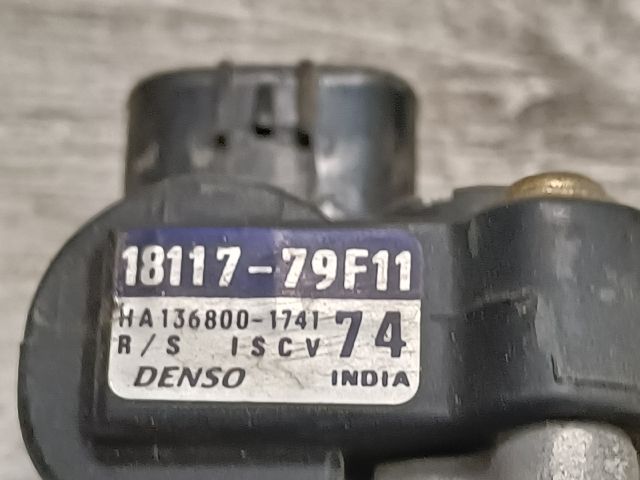 18117-79F11
HA136800-1741 74
R/S ISCV
DENSO INDIA